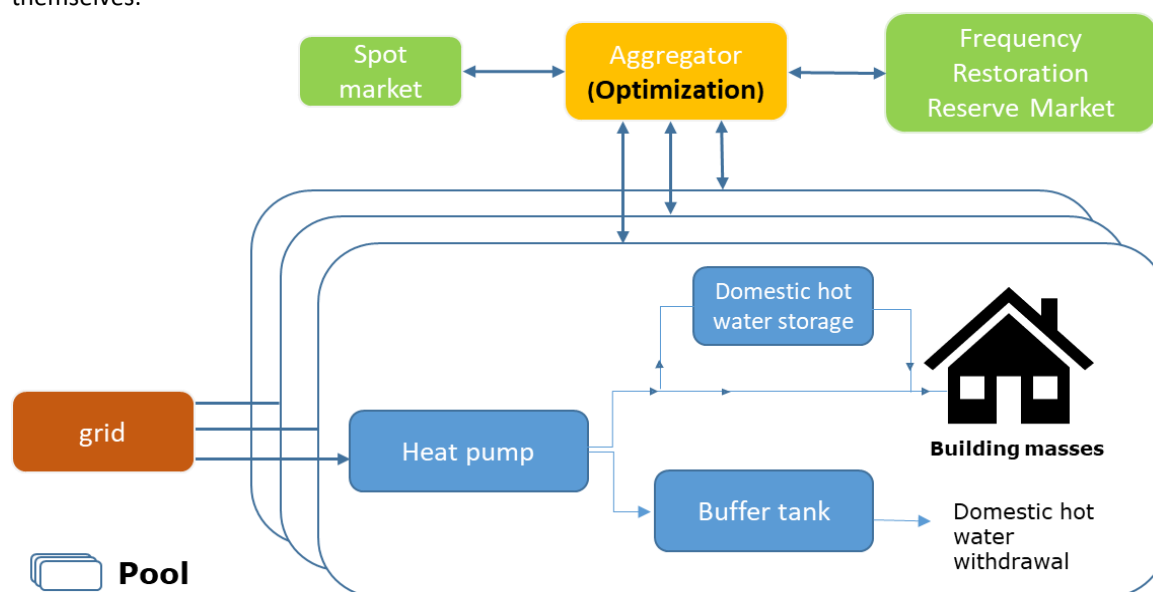 themselves.
Spot
market
Aggregator
(Optimization)
Frequency
Restoration
Reserve Market
Domestic hot
water storage
grid
Heat pump
Building masses
Buffer tank
Domestic hot
water
withdrawal
Pool